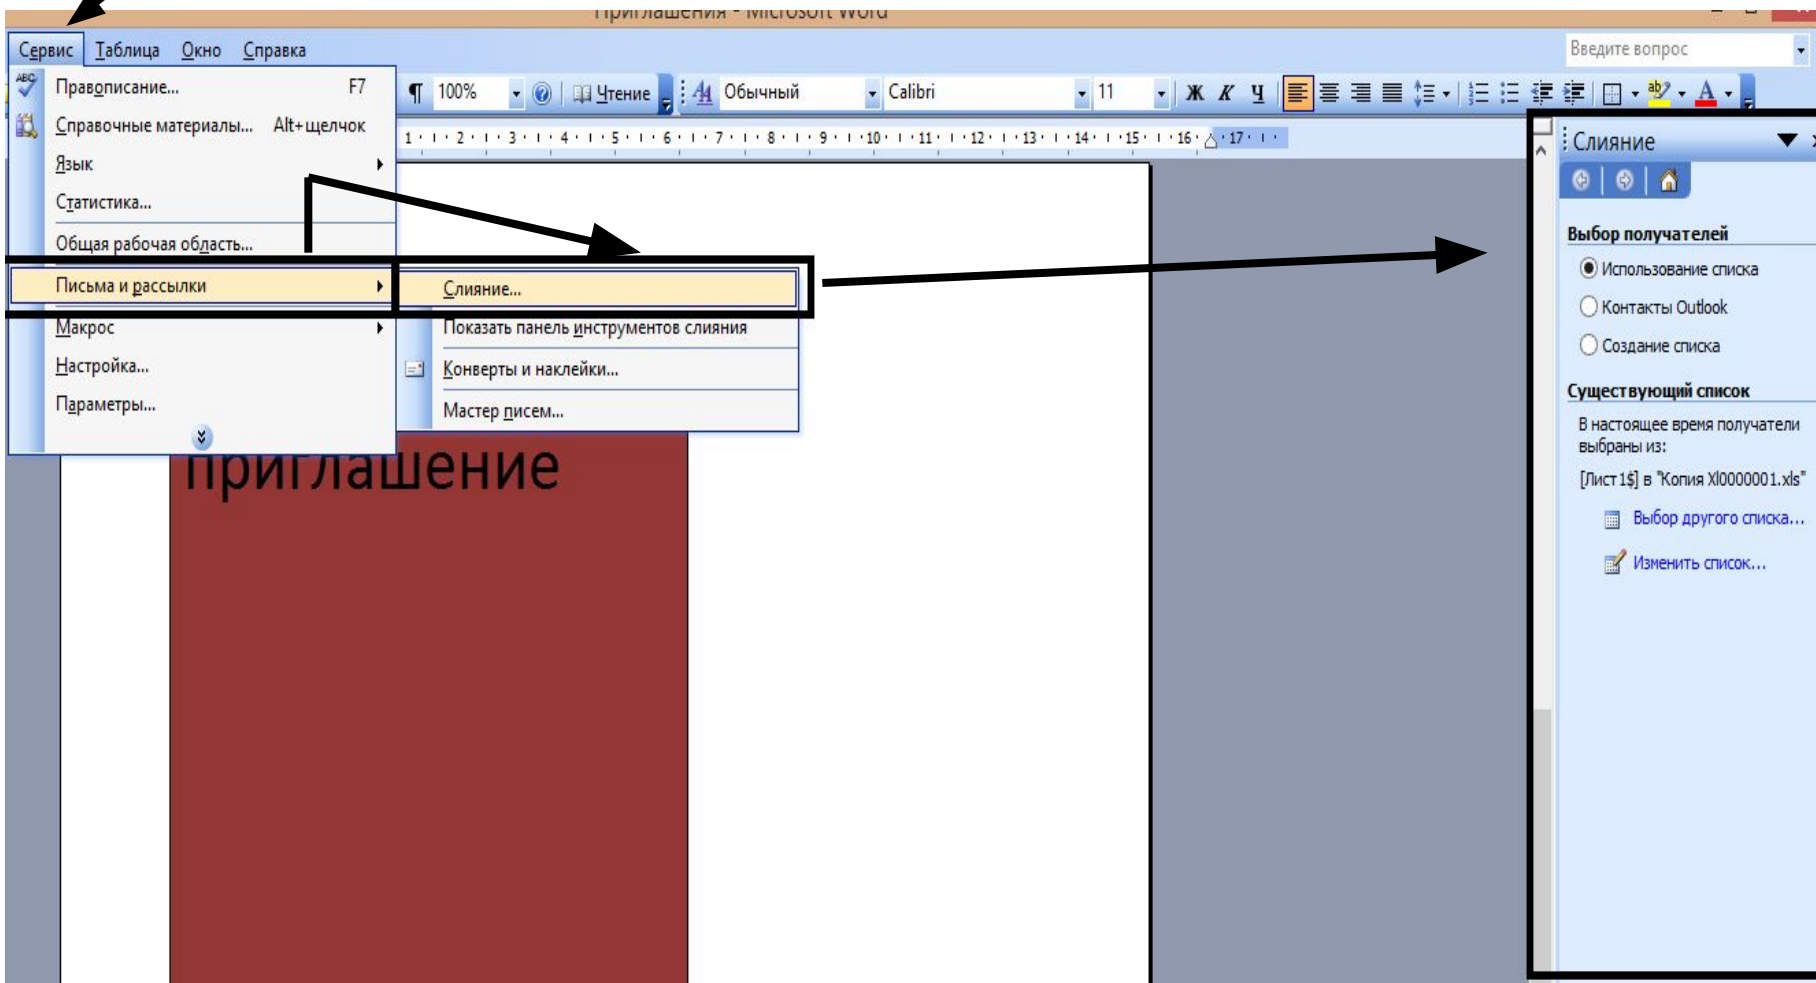 Приглашения - Microsoft Word
Сервис Таблица Окно Справка
Введите вопрос
Правописание... F7
100%
Чтение
Обычный
Calibri
11
Ж К Ч
Справочные материалы... Alt+щелчок
1 2 3 4 5 6 7 8 9 10 11 12 13 14 15 16 17
Язык
Статистика...
Общая рабочая область...
Письма и рассылки
Макрос
Настройка...
Параметры...
Слияние...
Показать панель инструментов слияния
Конверты и наклейки...
Мастер писем...
приглашение
Слияние
Выбор получателей
Использование списка
Контакты Outlook
Создание списка
Существующий список
В настоящее время получатели
выбраны из:
[Лист1$] в "Копия Xl0000001.xls"
Выбор другого списка...
Изменить список...